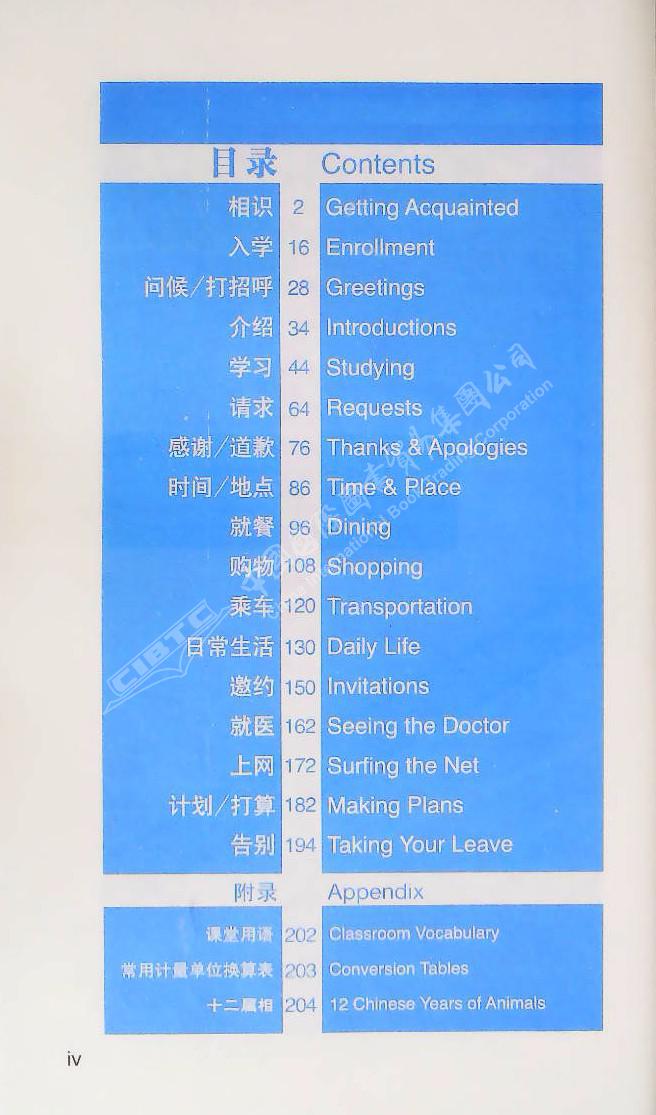 目录 Contents
相识 2 Getting Acquainted
入学 16 Enrollment
问候/打招呼 28 Greetings
介绍 34 Introductions
学习 44 Studying
请求 64 Requests
感谢/道歉 76 Thanks & Apologies
时间/地点 86 Time & Place
就餐 96 Dining
购物 108 Shopping
乘车 120 Transportation
日常生活 130 Daily Life
邀约 150 Invitations
就医 162 Seeing the Doctor
上网 172 Surfing the Net
计划/打算 182 Making Plans
告别 194 Taking Your Leave
附录 Appendix
课堂用语 202 Classroom Vocabulary
常用计量单位换算表 203 Conversion Tables
十二属相 204 12 Chinese Years of Animals
iv
CIBTC